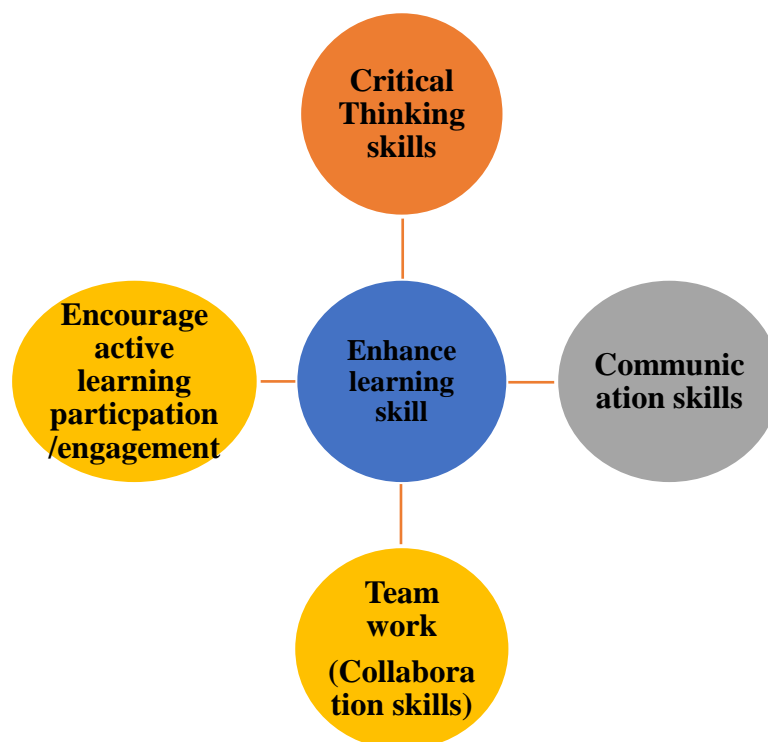 Critical
Thinking
skills
Encourage
active
learning
particpation
/engagement
Enhance
learning
skill
Communic
ation skills
Team
work
(Collabora
tion skills)